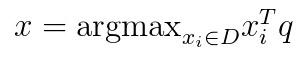 x = argmax_{x_i ∈ D} x_i^T q